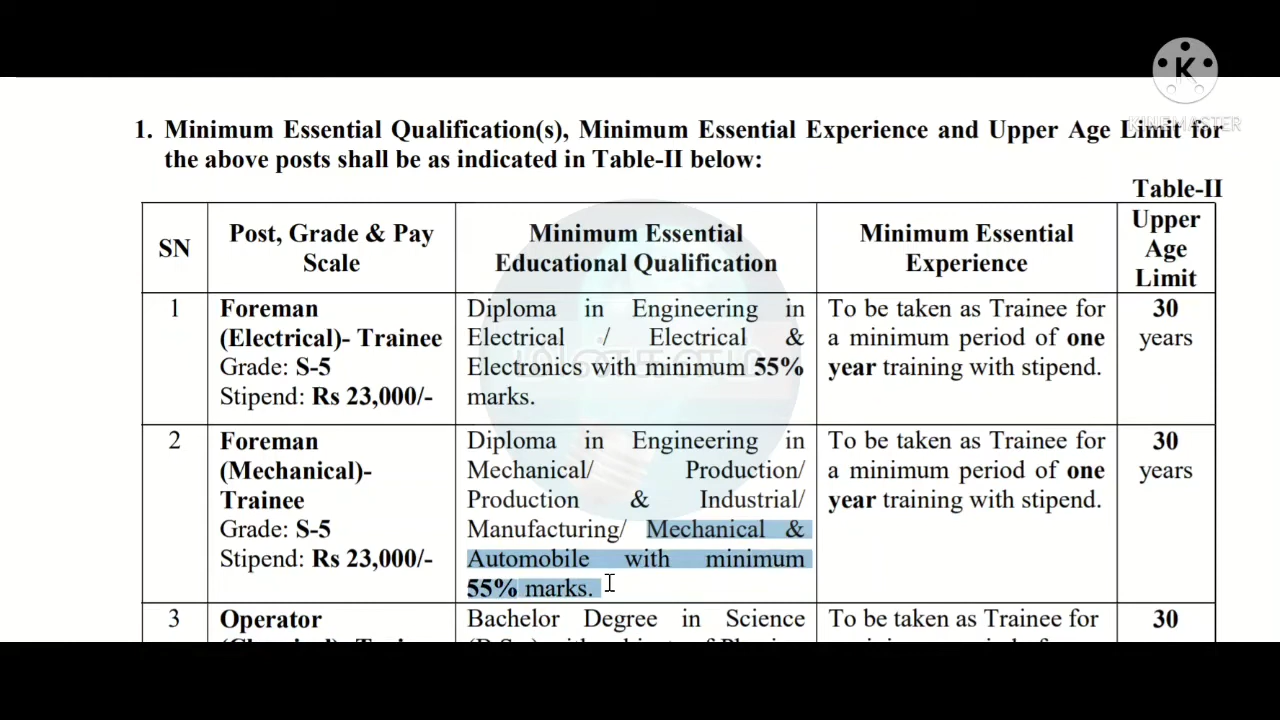 KINEMASTER
1. Minimum Essential Qualification(s), Minimum Essential Experience and Upper Age Limit for
the above posts shall be as indicated in Table-II below:
Table-II
SN
Post, Grade & Pay
Scale
Minimum Essential
Educational Qualification
Minimum Essential
Experience
Upper
Age
Limit
1
Foreman
(Electrical)- Trainee
Grade: S-5
Stipend: Rs 23,000/-
Diploma in Engineering in
Electrical / Electrical &
Electronics with minimum 55%
marks.
To be taken as Trainee for
a minimum period of one
year training with stipend.
30
years
மின்களம்
2
Foreman
(Mechanical)-
Trainee
Grade: S-5
Stipend: Rs 23,000/-
Diploma in Engineering in
Mechanical/ Production/
Production & Industrial/
Manufacturing/ Mechanical &
Automobile with minimum
55% marks.
To be taken as Trainee for
a minimum period of one
year training with stipend.
30
years
3
Operator
Bachelor Degree in Science
To be taken as Trainee for
30